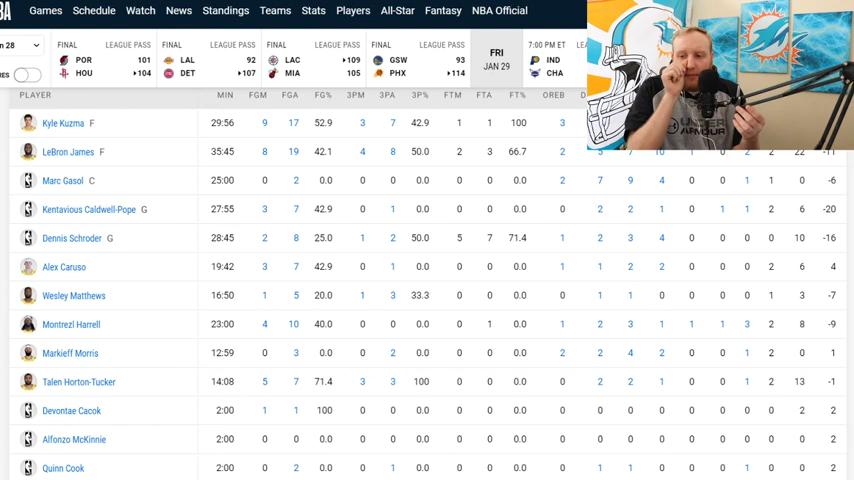 BA Games Schedule Watch News Standings Teams Stats Players All-Star Fantasy NBA Official
n 28
RES
FINAL LEAGUE PASS
POR 101
HOU 104
FINAL LEAGUE PASS
LAL 92
DET 107
FINAL LEAGUE PASS
LAC 109
MIA 105
FINAL LEAGUE PASS
GSW 93
PHX 114
FRI
JAN 29
7:00 PM ET
IND
CHA
PLAYER MIN FGM FGA FG% 3PM 3PA 3P% FTM FTA FT% OREB
Kyle Kuzma F 29:56 9 17 52.9 3 7 42.9 1 1 100 3
LeBron James F 35:45 8 19 42.1 4 8 50.0 2 3 66.7 2 5 7 10 1 0 2 2 22 -11
Marc Gasol C 25:00 0 2 0.0 0 0 0.0 0 0 0.0 2 7 9 4 0 0 1 1 0 -6
Kentavious Caldwell-Pope G 27:55 3 7 42.9 0 1 0.0 0 0 0.0 0 2 2 1 0 1 1 2 6 -20
Dennis Schroder G 28:45 2 8 25.0 1 2 50.0 5 7 71.4 1 2 3 4 0 0 0 0 10 -16
Alex Caruso 19:42 3 7 42.9 0 1 0.0 0 0 0.0 1 1 2 2 0 0 0 2 6 4
Wesley Matthews 16:50 1 5 20.0 1 3 33.3 0 0 0.0 0 1 1 0 0 0 0 1 3 -7
Montrezl Harrell 23:00 4 10 40.0 0 0 0.0 0 1 0.0 1 2 3 1 1 1 3 2 8 -9
Markieff Morris 12:59 0 3 0.0 0 2 0.0 0 0 0.0 2 2 4 2 0 0 1 2 0 1
Talen Horton-Tucker 14:08 5 7 71.4 3 3 100 0 0 0.0 0 2 2 1 0 0 1 2 13 -1
Devontae Cacok 2:00 1 1 100 0 0 0.0 0 0 0.0 0 0 0 0 0 0 0 0 2 2
Alfonzo McKinnie 2:00 0 0 0.0 0 0 0.0 0 0 0.0 0 0 0 0 0 0 0 0 0 2
Quinn Cook 2:00 0 2 0.0 0 1 0.0 0 0 0.0 0 1 1 0 0 0 1 0 0 2
UNDER ARMOUR